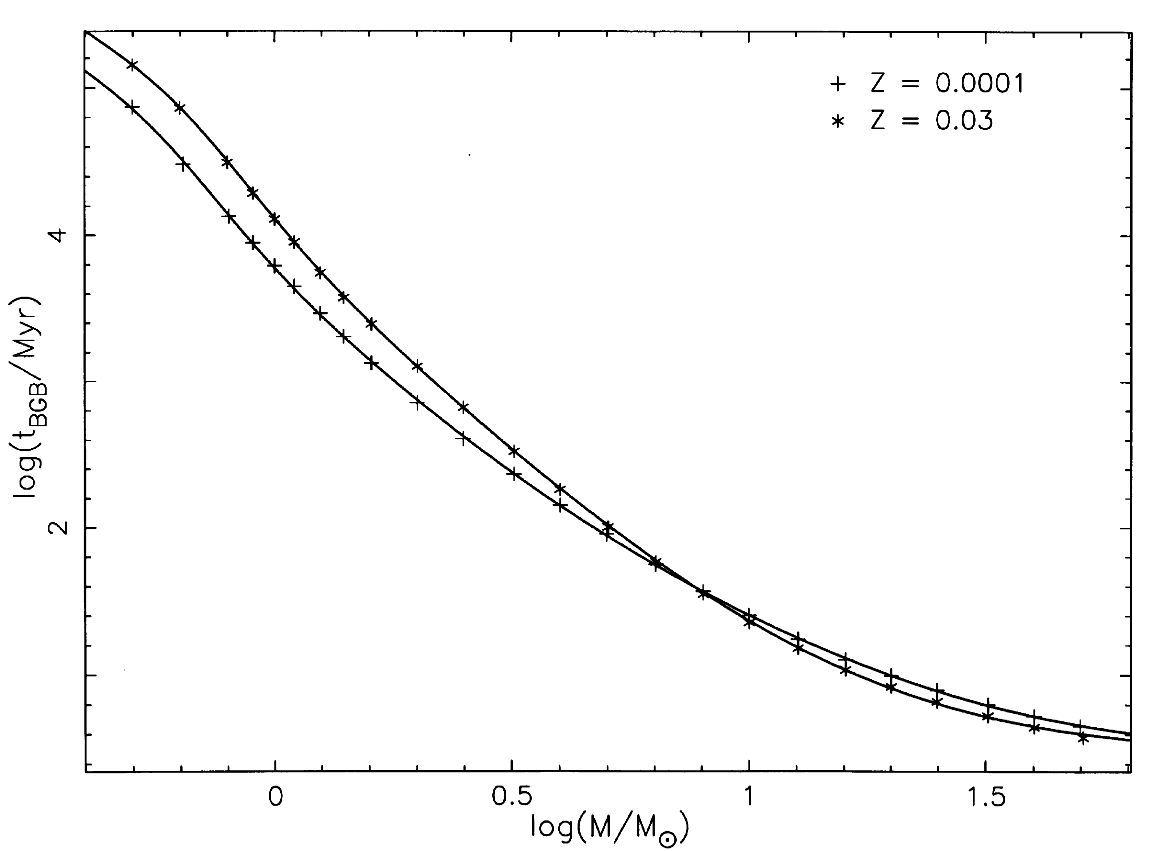 Z = 0.0001
Z = 0.03
4
2
log(t_BGB/Myr)
0
0.5
1
1.5
log(M/M_⊙)